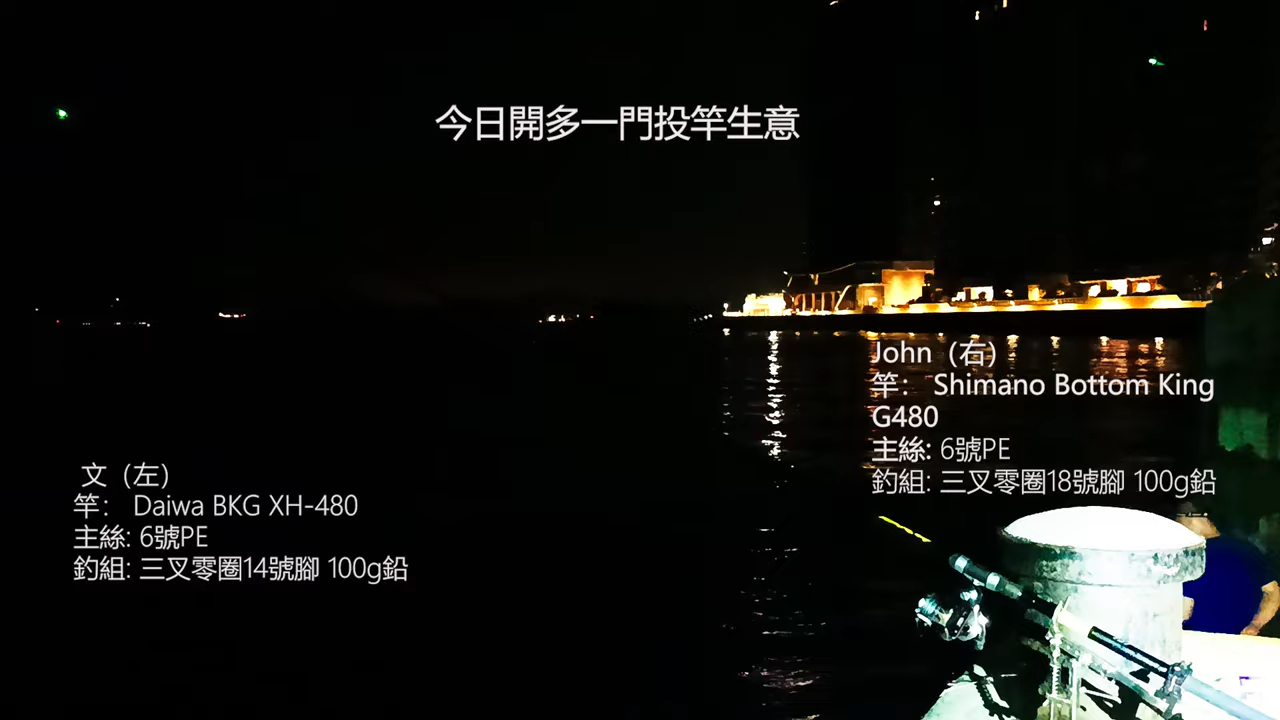 今日開多一門投竿生意
John（右）
竿： Shimano Bottom King
G480
主絲: 6號PE
釣組: 三叉零圈18號腳 100g鉛
文（左）
竿： Daiwa BKG XH-480
主絲: 6號PE
釣組: 三叉零圈14號腳 100g鉛